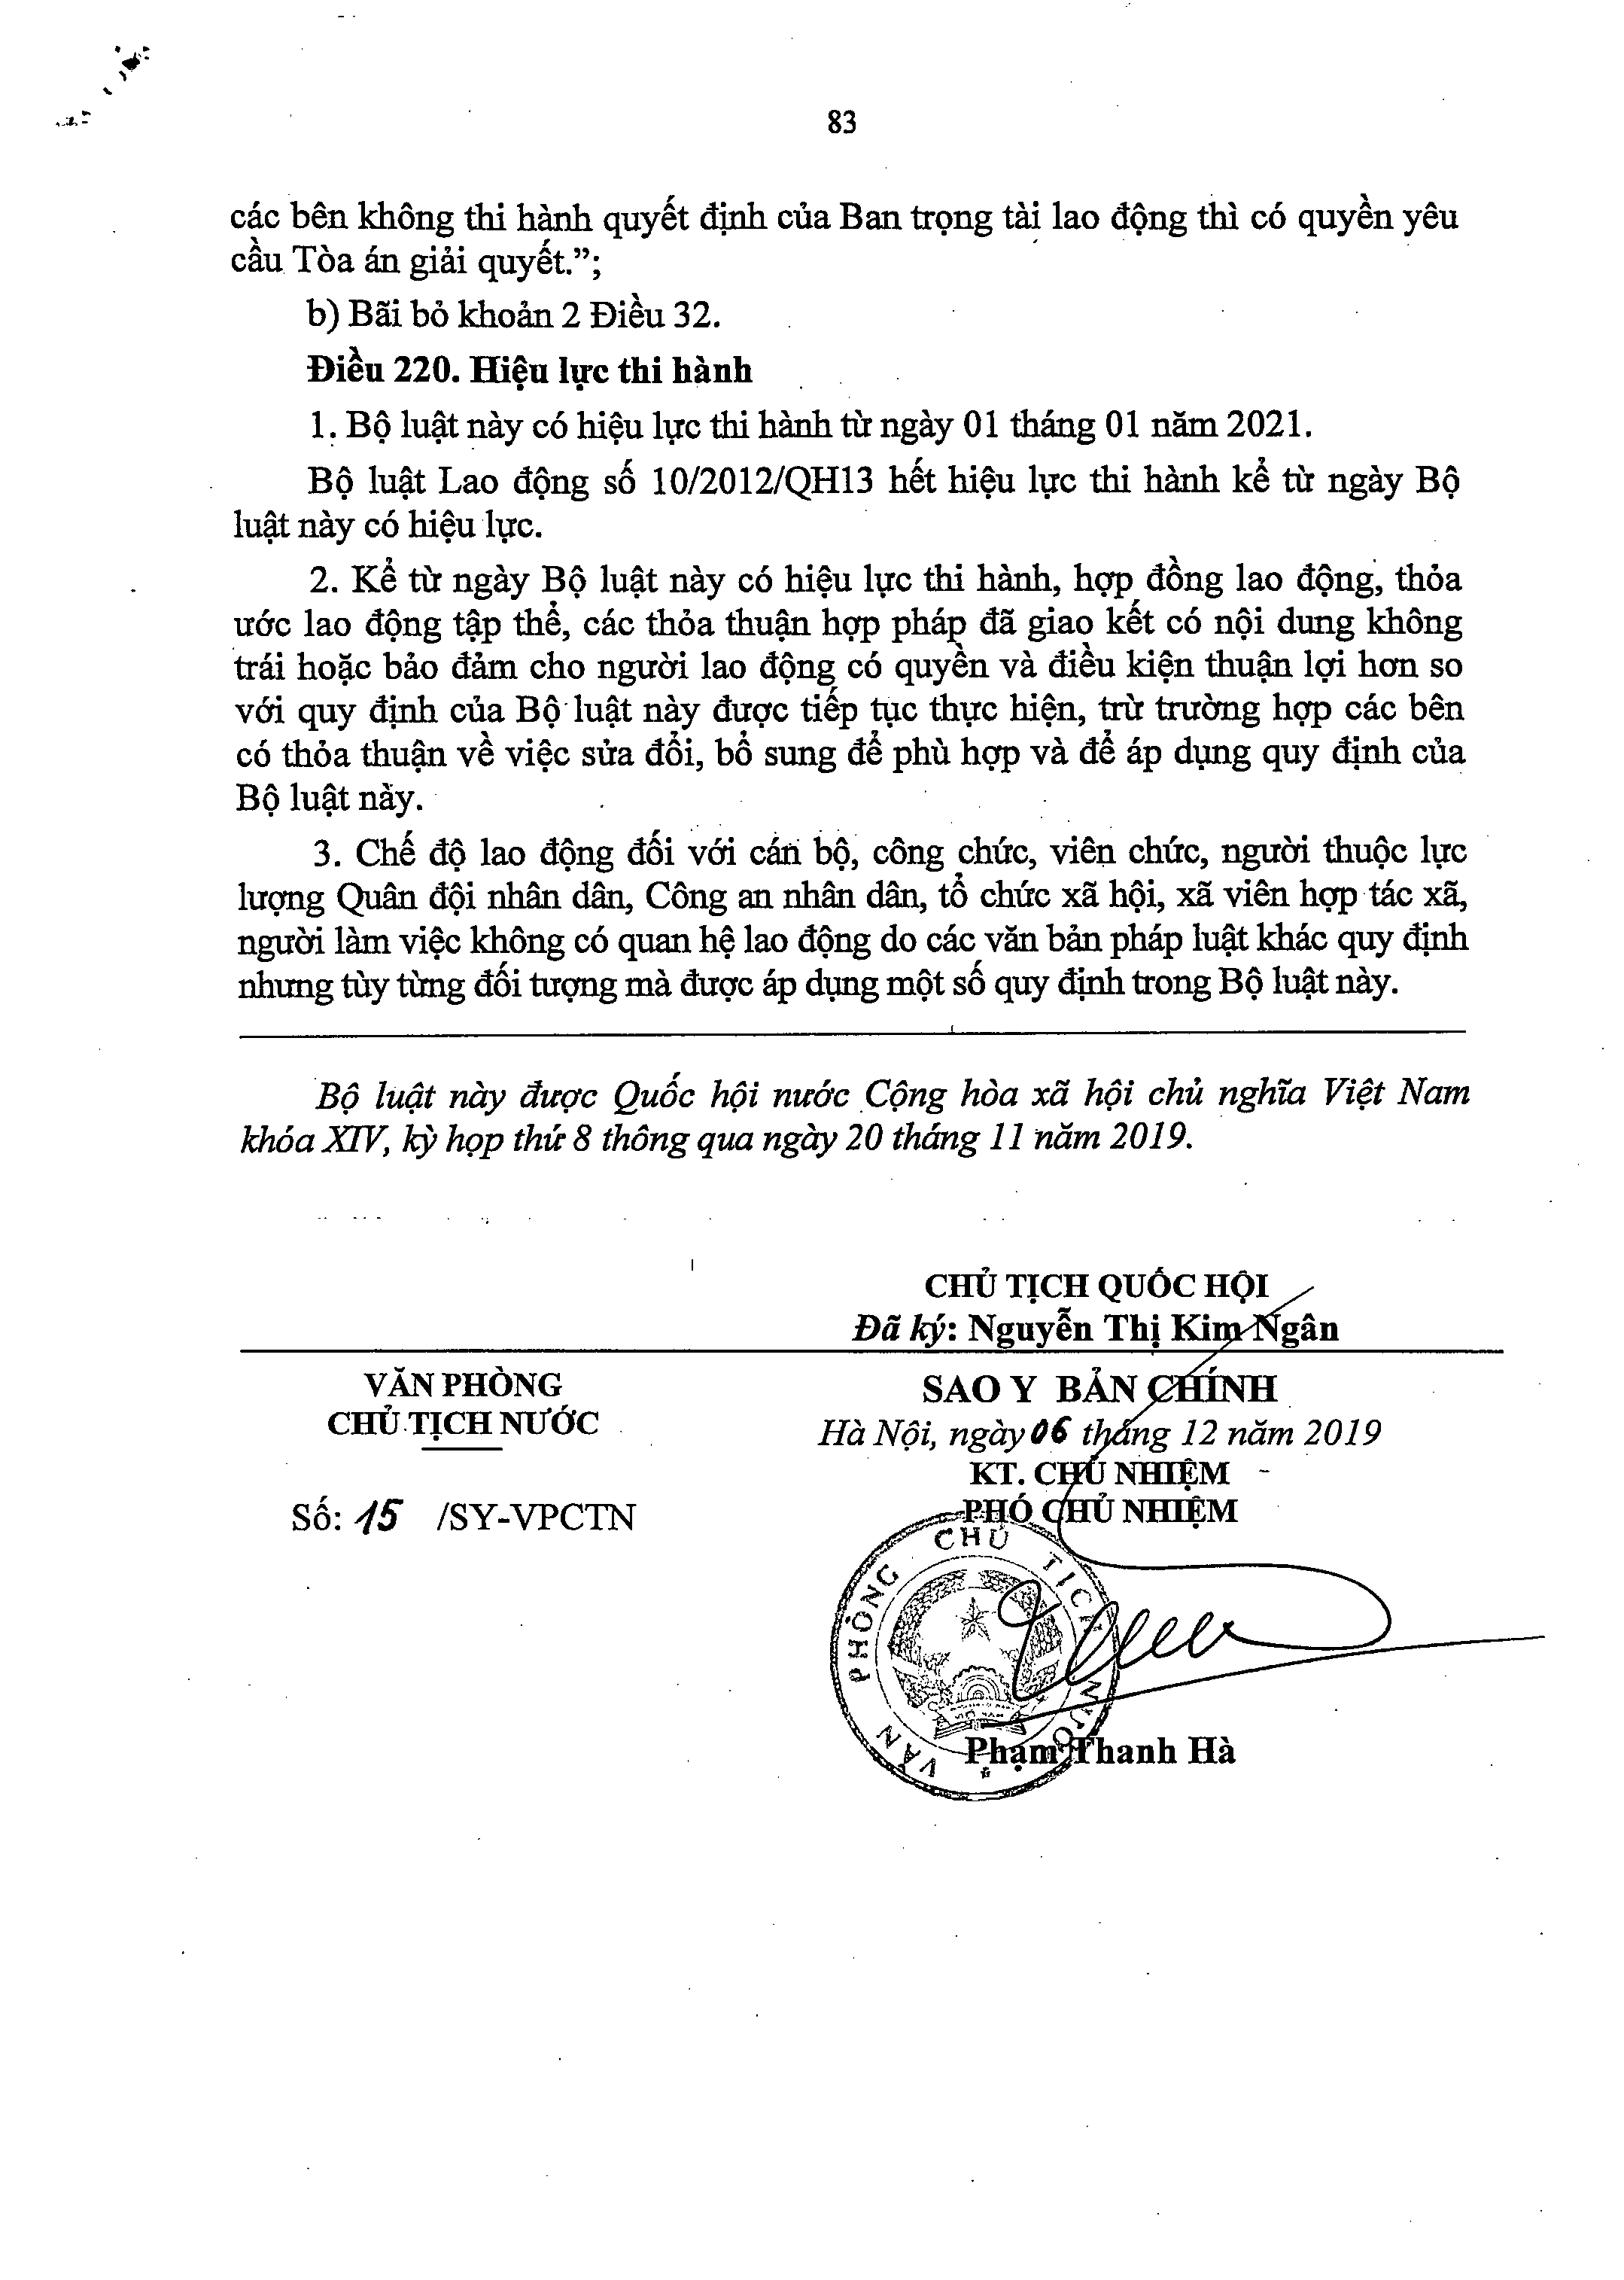 83
các bên không thi hành quyết định của Ban trọng tài lao động thì có quyền yêu
cầu Tòa án giải quyết.”;
b) Bãi bỏ khoản 2 Điều 32.
Điều 220. Hiệu lực thi hành
1. Bộ luật này có hiệu lực thi hành từ ngày 01 tháng 01 năm 2021.
Bộ luật Lao động số 10/2012/QH13 hết hiệu lực thi hành kể từ ngày Bộ
luật này có hiệu lực.
2. Kể từ ngày Bộ luật này có hiệu lực thi hành, hợp đồng lao động, thỏa
ước lao động tập thể, các thỏa thuận hợp pháp đã giao kết có nội dung không
trái hoặc bảo đảm cho người lao động có quyền và điều kiện thuận lợi hơn so
với quy định của Bộ luật này được tiếp tục thực hiện, trừ trường hợp các bên
có thỏa thuận về việc sửa đổi, bổ sung để phù hợp và để áp dụng quy định của
Bộ luật này.
3. Chế độ lao động đối với cán bộ, công chức, viên chức, người thuộc lực
lượng Quân đội nhân dân, Công an nhân dân, tổ chức xã hội, xã viên hợp tác xã,
người làm việc không có quan hệ lao động do các văn bản pháp luật khác quy định
nhưng tùy từng đối tượng mà được áp dụng một số quy định trong Bộ luật này.
Bộ luật này được Quốc hội nước Cộng hòa xã hội chủ nghĩa Việt Nam
khóa XIV, kỳ họp thứ 8 thông qua ngày 20 tháng 11 năm 2019.
CHỦ TỊCH QUỐC HỘI
Đã ký: Nguyễn Thị Kim Ngân
VĂN PHÒNG
CHỦ TỊCH NƯỚC
Số: 15 /SY-VPCTN
SAO Y BẢN CHÍNH
Hà Nội, ngày 06 tháng 12 năm 2019
KT. CHỦ NHIỆM
PHÓ CHỦ NHIỆM
VĂN PHÒNG CHỦ TỊCH NƯỚC
Phạm Thanh Hà